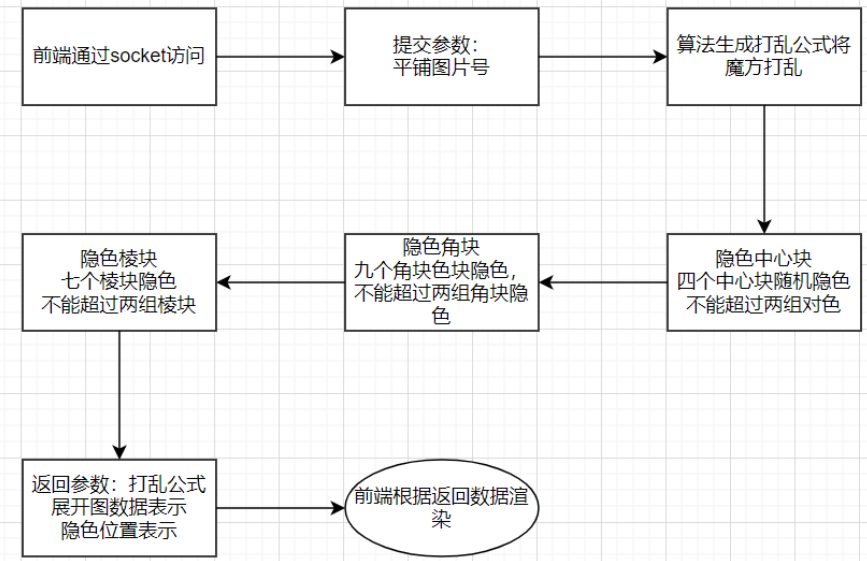 前端通过socket访问
提交参数：
平铺图片号
算法生成打乱公式将
魔方打乱
隐色中心块
四个中心块随机隐色
不能超过两组对色
隐色角块
九个角块色块隐色，
不能超过两组角块隐
色
隐色棱块
七个棱块隐色
不能超过两组棱块
返回参数：打乱公式
展开图数据表示
隐色位置表示
前端根据返回数据渲
染